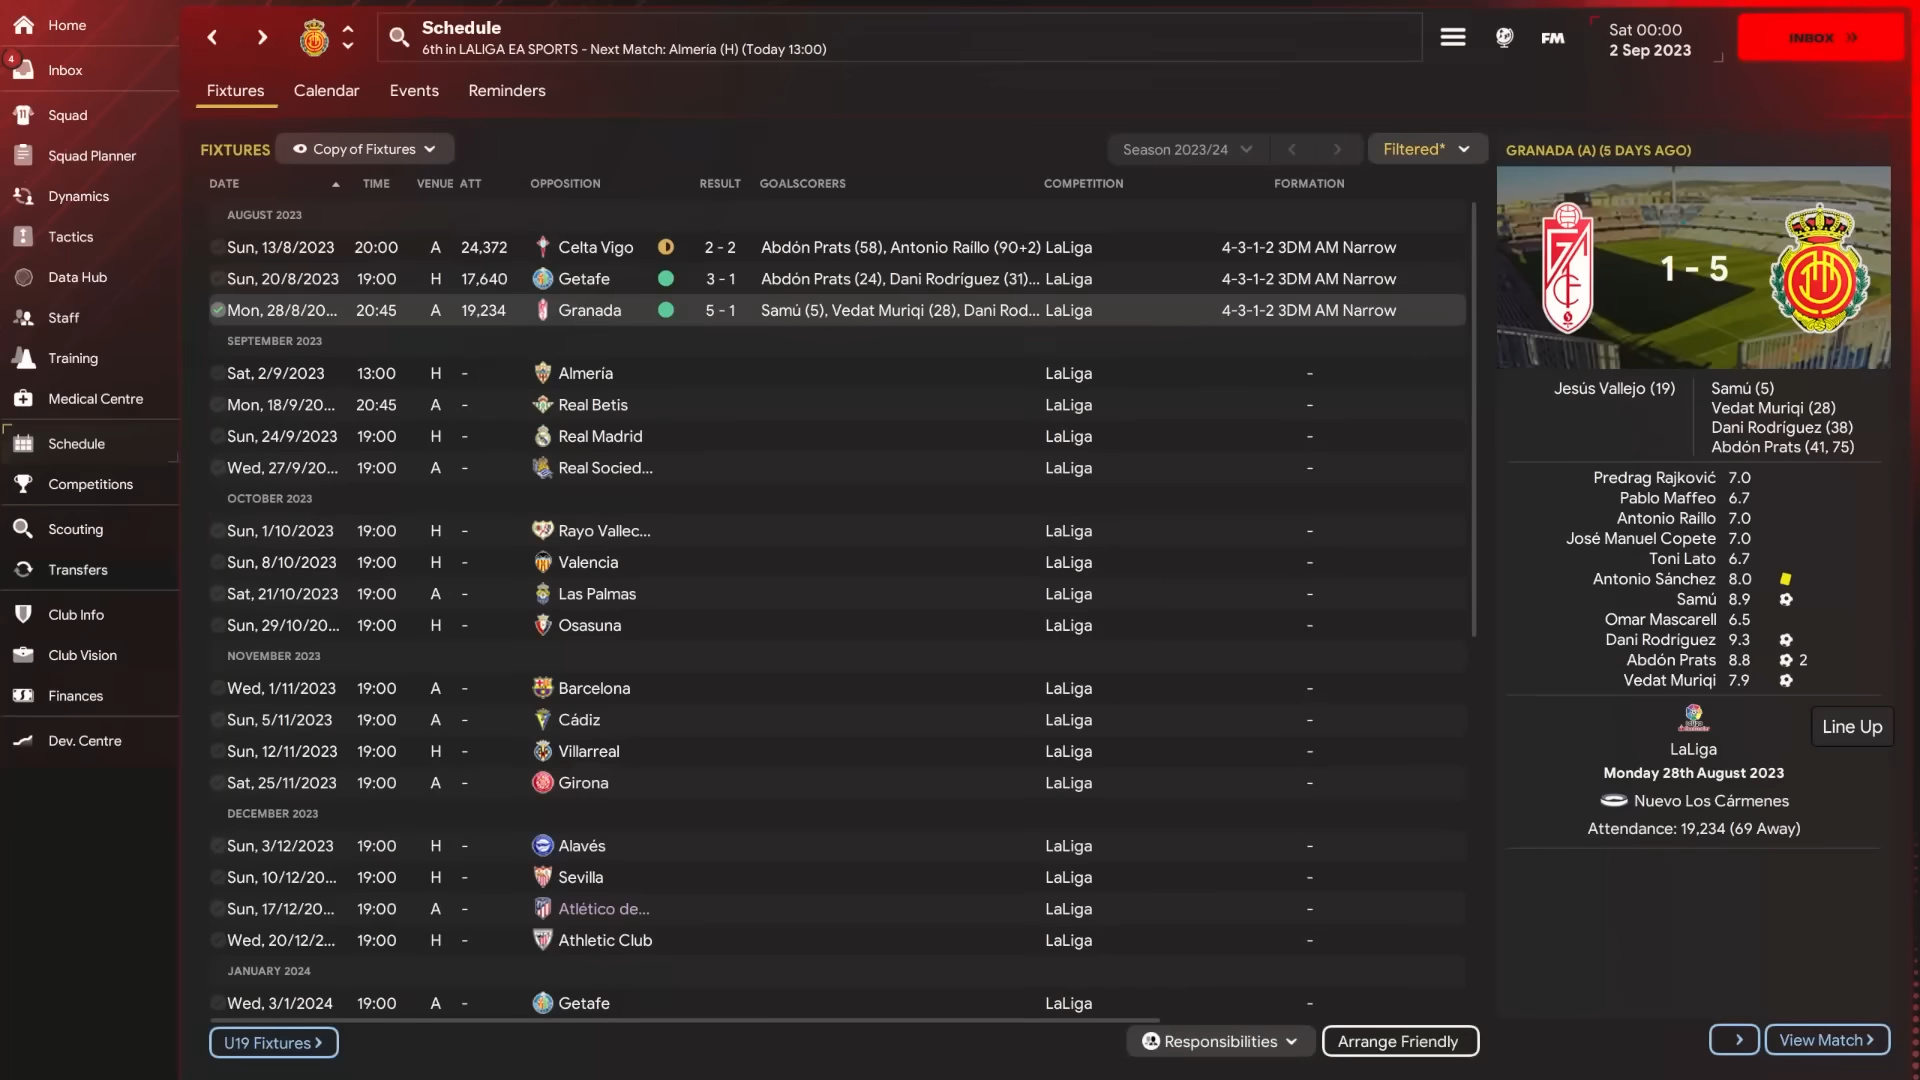 Home
4
Inbox
Squad
Squad Planner
Dynamics
Tactics
Data Hub
Staff
Training
Medical Centre
Schedule
Competitions
Scouting
Transfers
Club Info
Club Vision
Finances
Dev. Centre
Schedule
6th in LALIGA EA SPORTS - Next Match: Almería (H) (Today 13:00)
FM
Sat 00:00
2 Sep 2023
INBOX
Fixtures Calendar Events Reminders
FIXTURES Copy of Fixtures Season 2023/24 Filtered*
DATE TIME VENUE ATT OPPOSITION RESULT GOALSCORERS COMPETITION FORMATION
AUGUST 2023
Sun, 13/8/2023 20:00 A 24,372 Celta Vigo 2 - 2 Abdón Prats (58), Antonio Raíllo (90+2) LaLiga 4-3-1-2 3DM AM Narrow
Sun, 20/8/2023 19:00 H 17,640 Getafe 3 - 1 Abdón Prats (24), Dani Rodríguez (31)... LaLiga 4-3-1-2 3DM AM Narrow
Mon, 28/8/20... 20:45 A 19,234 Granada 5 - 1 Samú (5), Vedat Muriqi (28), Dani Rod... LaLiga 4-3-1-2 3DM AM Narrow
SEPTEMBER 2023
Sat, 2/9/2023 13:00 H - Almería LaLiga -
Mon, 18/9/20... 20:45 A - Real Betis LaLiga -
Sun, 24/9/2023 19:00 H - Real Madrid LaLiga -
Wed, 27/9/20... 19:00 A - Real Socied... LaLiga -
OCTOBER 2023
Sun, 1/10/2023 19:00 H - Rayo Vallec... LaLiga -
Sun, 8/10/2023 19:00 H - Valencia LaLiga -
Sat, 21/10/2023 19:00 A - Las Palmas LaLiga -
Sun, 29/10/20... 19:00 H - Osasuna LaLiga -
NOVEMBER 2023
Wed, 1/11/2023 19:00 A - Barcelona LaLiga -
Sun, 5/11/2023 19:00 A - Cádiz LaLiga -
Sun, 12/11/2023 19:00 H - Villarreal LaLiga -
Sat, 25/11/2023 19:00 A - Girona LaLiga -
DECEMBER 2023
Sun, 3/12/2023 19:00 H - Alavés LaLiga -
Sun, 10/12/20... 19:00 H - Sevilla LaLiga -
Sun, 17/12/20... 19:00 A - Atlético de... LaLiga -
Wed, 20/12/2... 19:00 H - Athletic Club LaLiga -
JANUARY 2024
Wed, 3/1/2024 19:00 A - Getafe LaLiga -
U19 Fixtures Responsibilities Arrange Friendly
GRANADA (A) (5 DAYS AGO)
1 - 5
Jesús Vallejo (19) Samú (5)
Vedat Muriqi (28)
Dani Rodríguez (38)
Abdón Prats (41, 75)
Predrag Rajković 7.0
Pablo Maffeo 6.7
Antonio Raíllo 7.0
José Manuel Copete 7.0
Toni Lato 6.7
Antonio Sánchez 8.0
Samú 8.9
Omar Mascarell 6.5
Dani Rodríguez 9.3
Abdón Prats 8.8 2
Vedat Muriqi 7.9
Line Up
LaLiga
Monday 28th August 2023
Nuevo Los Cármenes
Attendance: 19,234 (69 Away)
View Match